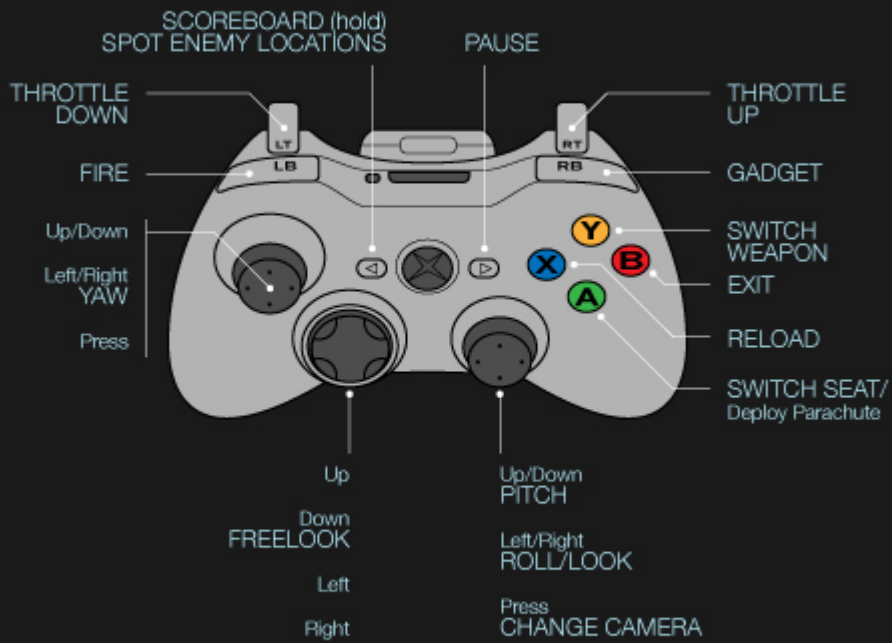 SCOREBOARD (hold)
SPOT ENEMY LOCATIONS
PAUSE
THROTTLE
DOWN
THROTTLE
UP
LT
RT
LB
RB
FIRE
GADGET
Up/Down
Left/Right
YAW
Press
Y
X
B
A
SWITCH
WEAPON
EXIT
RELOAD
SWITCH SEAT/
Deploy Parachute
Up
Down
FREELOOK
Left
Right
Up/Down
PITCH
Left/Right
ROLL/LOOK
Press
CHANGE CAMERA